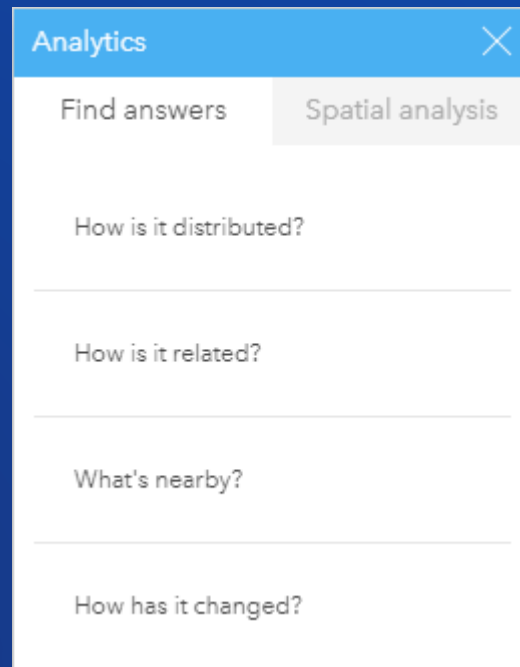 Analytics
Find answers Spatial analysis
How is it distributed?
How is it related?
What's nearby?
How has it changed?